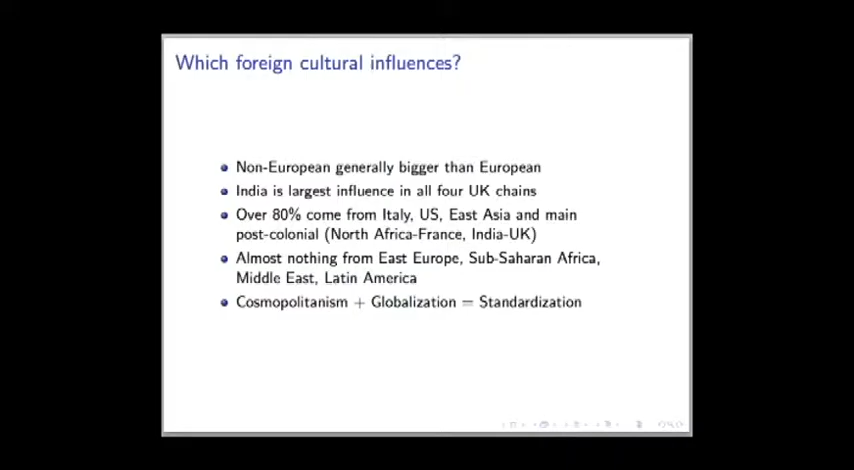 Which foreign cultural influences?
Non-European generally bigger than European
India is largest influence in all four UK chains
Over 80% come from Italy, US, East Asia and main
post-colonial (North Africa-France, India-UK)
Almost nothing from East Europe, Sub-Saharan Africa,
Middle East, Latin America
Cosmopolitanism + Globalization = Standardization